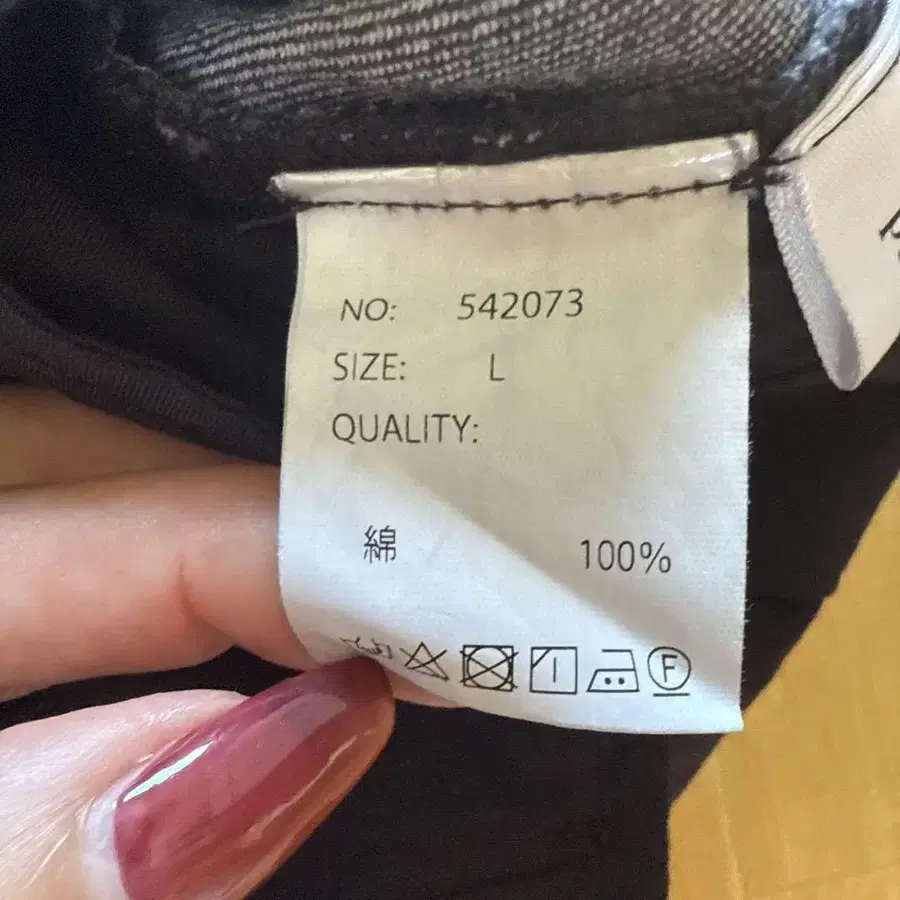 NO: 542073
SIZE: L
QUALITY:
綿 100%
F